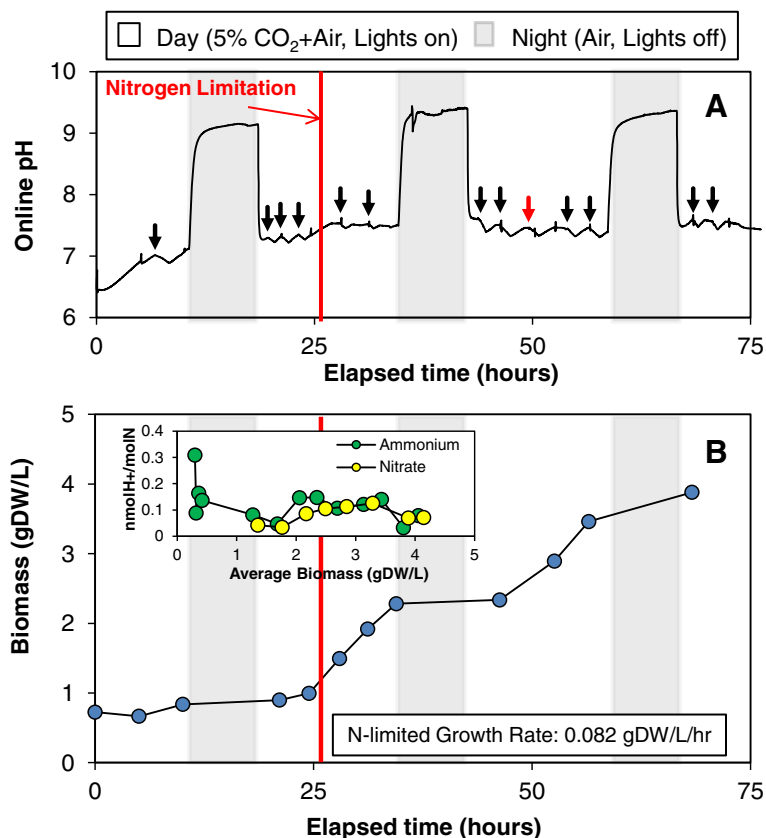 Day (5% CO₂+Air, Lights on) Night (Air, Lights off)
10
9
8
7
6
Online pH
Nitrogen Limitation
A
0 25 50 75
Elapsed time (hours)
5
4
3
2
1
0
Biomass (gDW/L)
B
0.4
0.3
0.2
0.1
0
nmolH+/molN
Ammonium
Nitrate
0 1 2 3 4 5
Average Biomass (gDW/L)
N-limited Growth Rate: 0.082 gDW/L/hr
0 25 50 75
Elapsed time (hours)